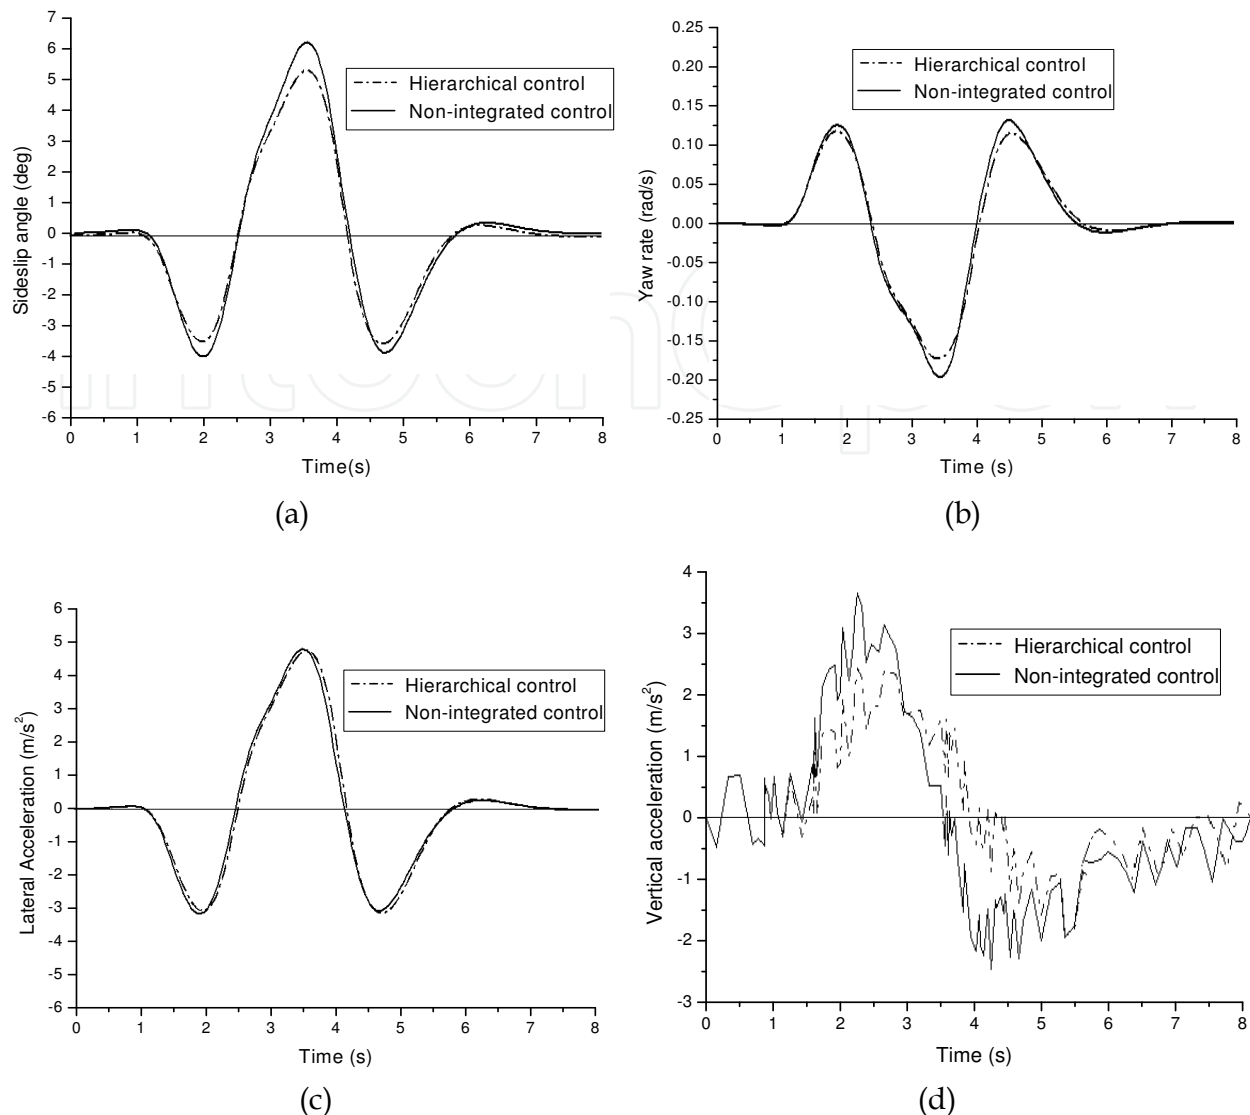 7
6
5
4
3
2
1
0
-1
-2
-3
-4
-5
-6
0 1 2 3 4 5 6 7 8
Sideslip angle (deg)
Time(s)
Hierarchical control
Non-integrated control
(a)
0.25
0.20
0.15
0.10
0.05
0.00
-0.05
-0.10
-0.15
-0.20
-0.25
0 1 2 3 4 5 6 7 8
Yaw rate (rad/s)
Time (s)
Hierarchical control
Non-integrated control
(b)
6
5
4
3
2
1
0
-1
-2
-3
-4
-5
-6
0 1 2 3 4 5 6 7 8
Lateral Acceleration (m/s²)
Time (s)
Hierarchical control
Non-integrated control
(c)
4
3
2
1
0
-1
-2
-3
0 1 2 3 4 5 6 7 8
Vertical acceleration (m/s²)
Time (s)
Hierarchical control
Non-integrated control
(d)